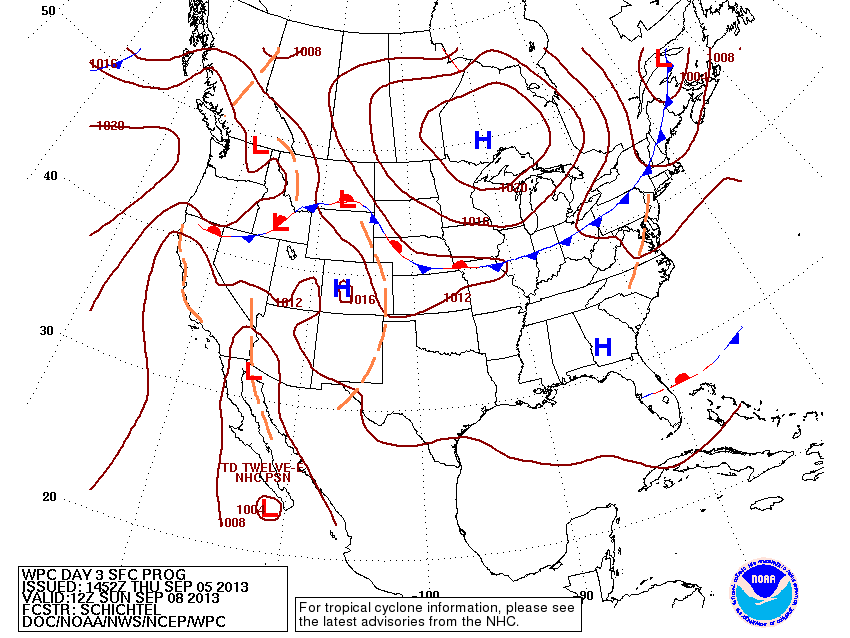 50
1016
1008
L
1008
1004
1020
L
H
40
1020
L
L
1016
H
1016
1012
1012
30
H
L
TD TWELVE-E
NHC PSN
20
1004
L
1008
WPC DAY 3 SFC PROG
ISSUED: 1452Z THU SEP 05 2013
VALID:12Z SUN SEP 08 2013
FCSTR: SCHICHTEL
DOC/NOAA/NWS/NCEP/WPC
-100
-90
For tropical cyclone information, please see
the latest advisories from the NHC.
NOAA